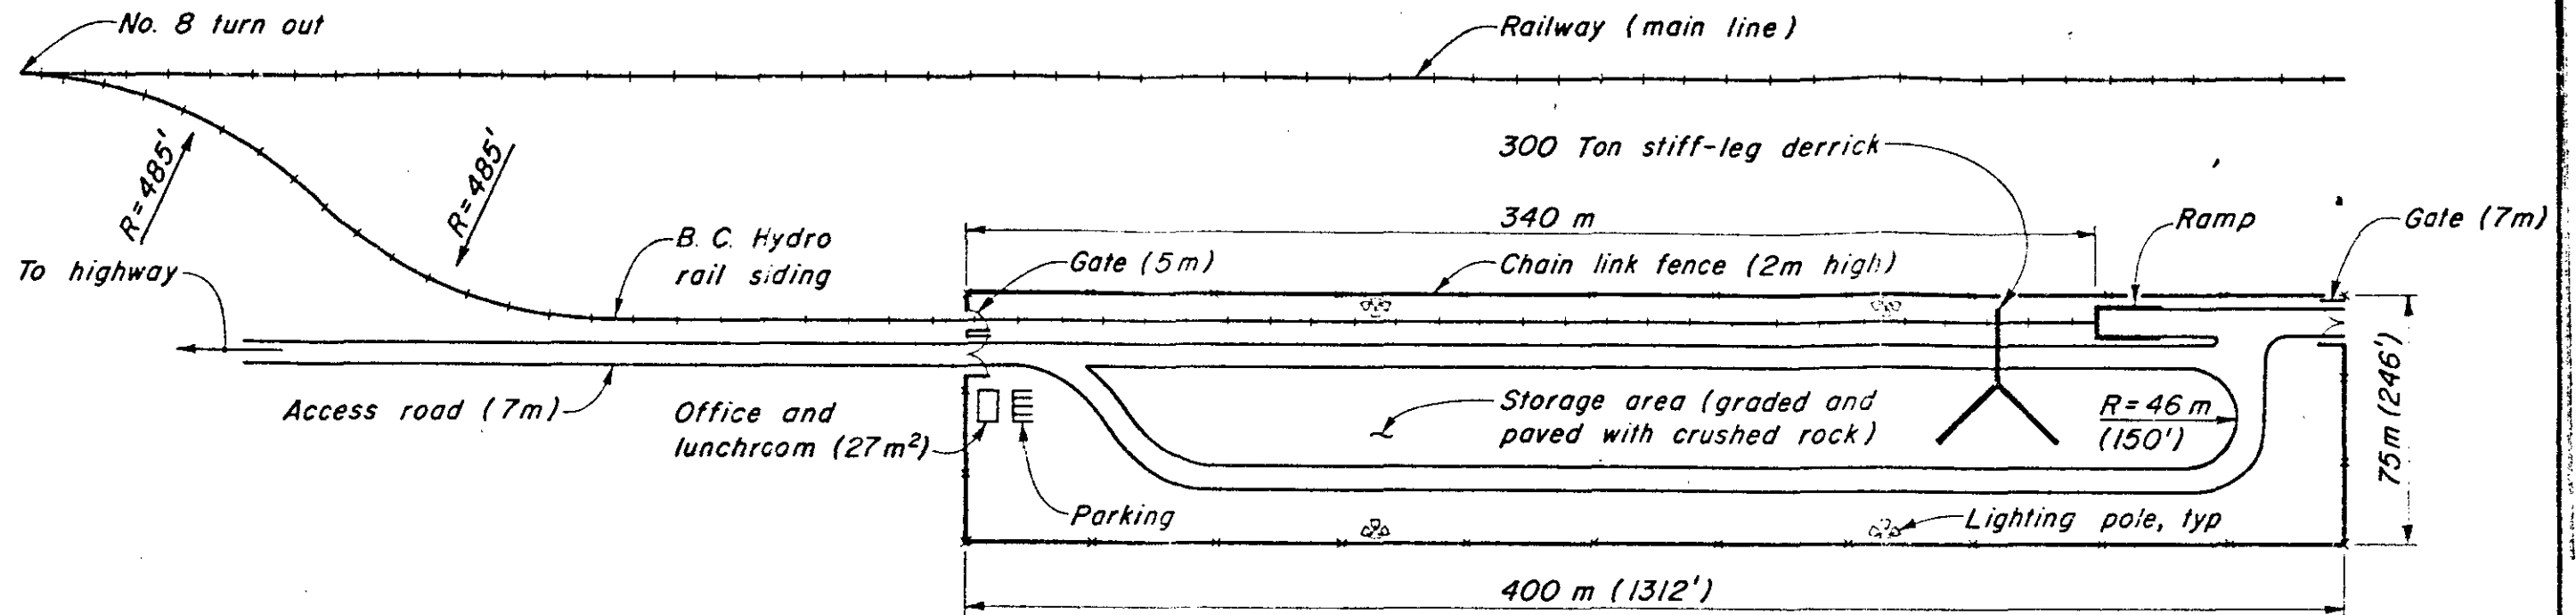 No. 8 turn out
Railway (main line)
R=485'
R=485'
300 Ton stiff-leg derrick
340 m
Ramp
Gate (7m)
To highway
B. C. Hydro
rail siding
Gate (5m)
Chain link fence (2m high)
Access road (7m)
Office and
lunchroom (27m²)
Parking
Storage area (graded and
paved with crushed rock)
R=46 m
(150')
75m (246')
Lighting pole, typ
400 m (1312')